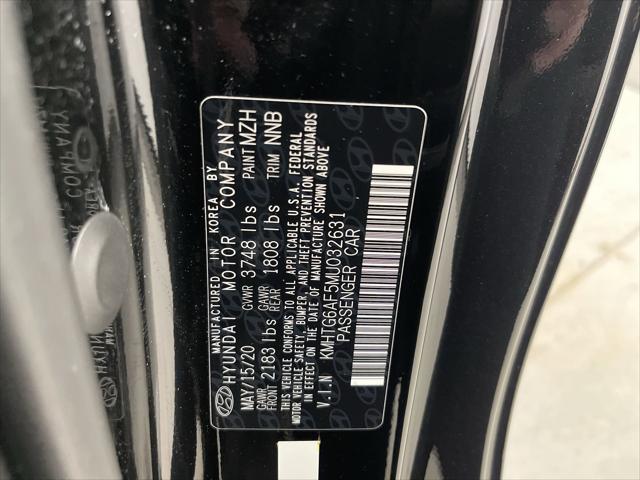 MANUFACTURED IN KOREA BY
HYUNDAI MOTOR COMPANY
MAY/15/20 GVWR 3748 lbs PAINT MZH
GAWR FRONT 2183 lbs GAWR REAR 1808 lbs TRIM NNB
THIS VEHICLE CONFORMS TO ALL APPLICABLE U.S.A. FEDERAL
MOTOR VEHICLE SAFETY, BUMPER, AND THEFT PREVENTION STANDARDS
IN EFFECT ON THE DATE OF MANUFACTURE SHOWN ABOVE
V.I.N KMHTG6AF5MU032631
PASSENGER CAR